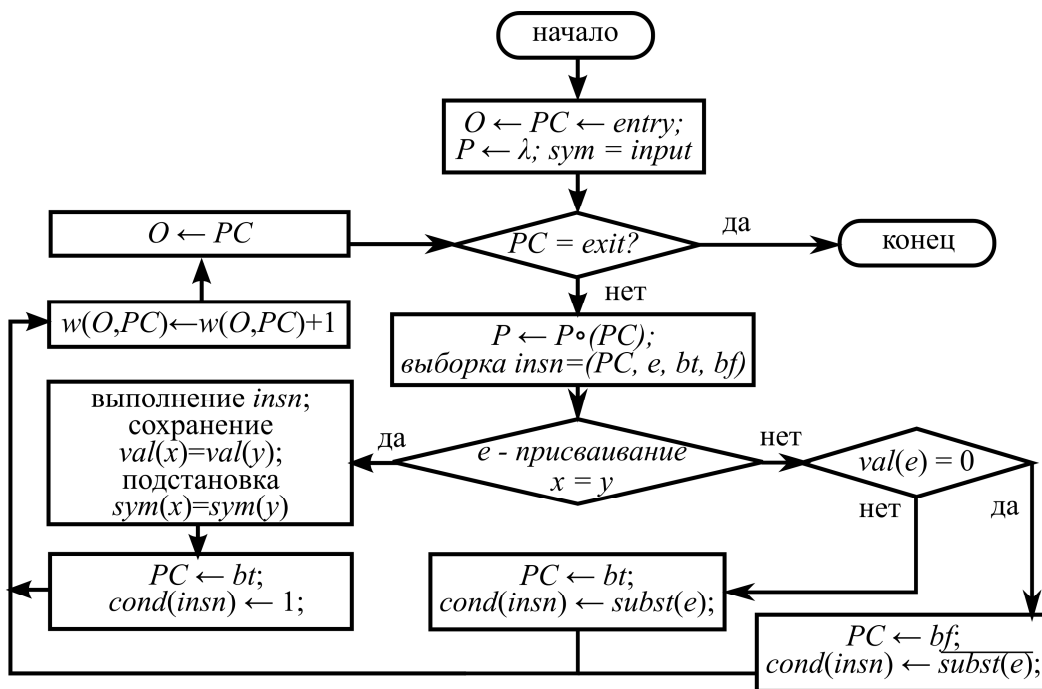 начало
O ← PC ← entry;
P ← λ; sym = input
O ← PC
PC = exit?
да
конец
нет
w(O,PC)←w(O,PC)+1
P ← P∘(PC);
выборка insn=(PC, e, bt, bf)
выполнение insn;
сохранение
val(x)=val(y);
подстановка
sym(x)=sym(y)
да
e - присваивание
x = y
нет
val(e) = 0
нет
да
PC ← bt;
cond(insn) ← 1;
PC ← bt;
cond(insn) ← subst(e);
PC ← bf;
cond(insn) ← \overline{subst(e)};